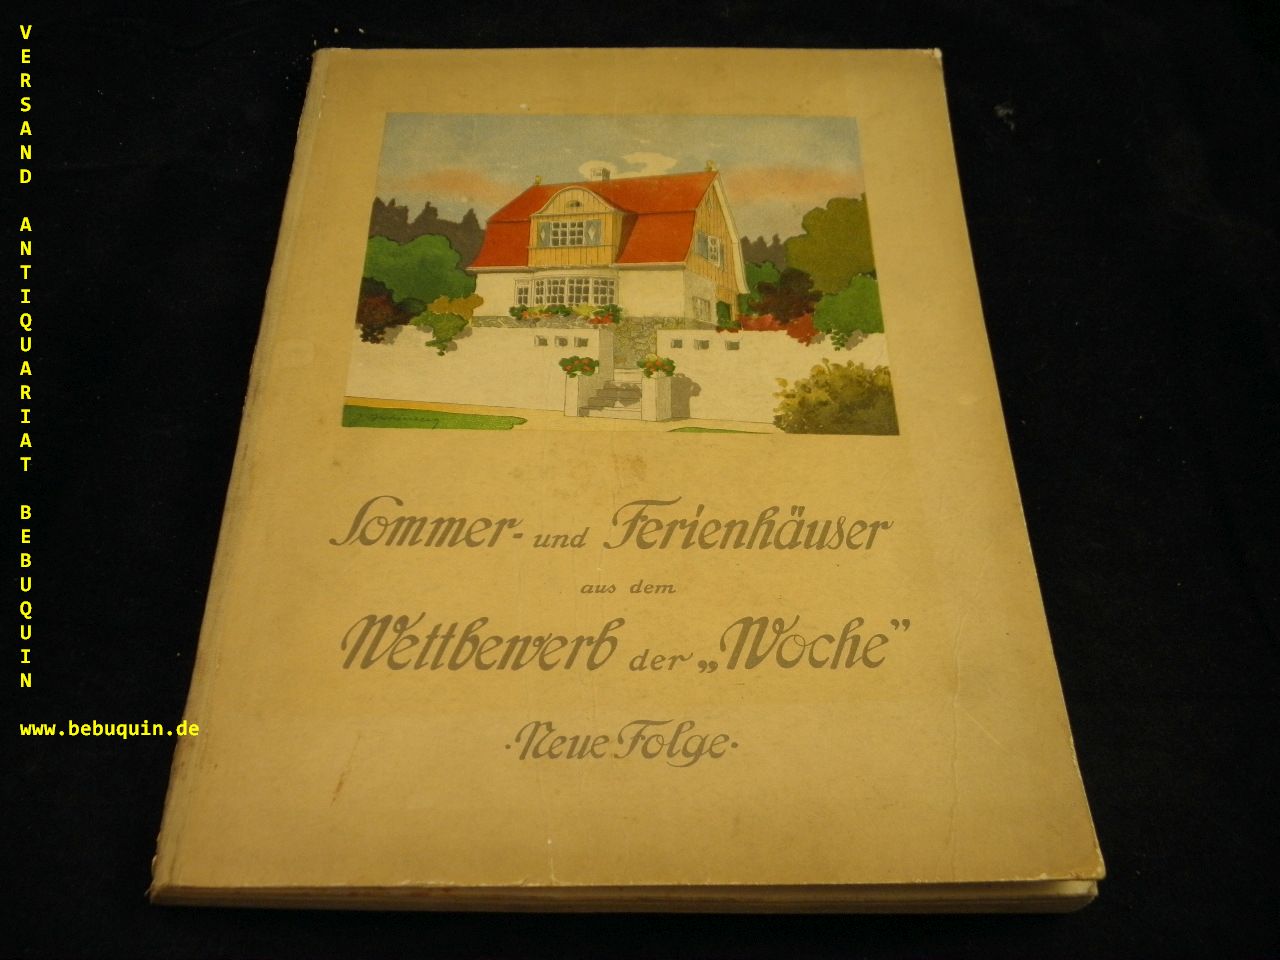 VERSAND ANTIQUARIAT BEBUQUIN
www.bebuquin.de
Sommer- und Ferienhäuser
aus dem
Wettbewerb der „Woche”
·Neue Folge·